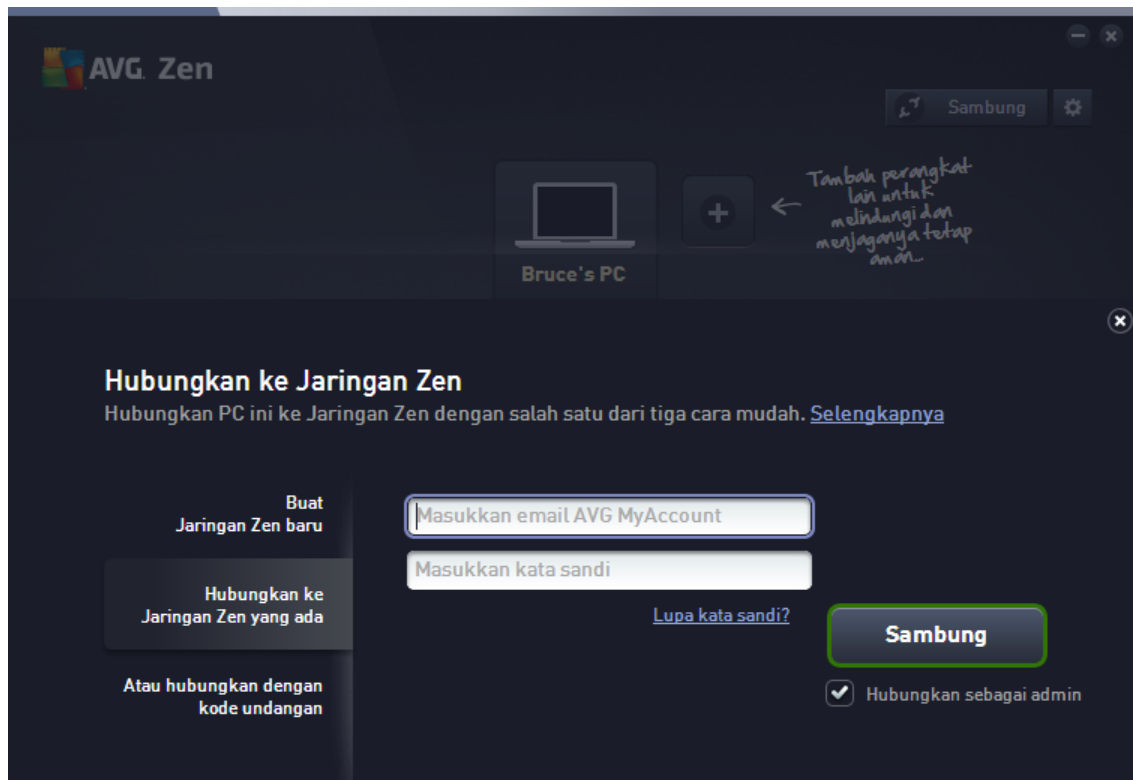 AVG Zen
Sambung
Tambah perangkat
lain untuk
melindungi dan
menjaganya tetap
aman...
Bruce's PC
Hubungkan ke Jaringan Zen
Hubungkan PC ini ke Jaringan Zen dengan salah satu dari tiga cara mudah. Selengkapnya
Buat
Jaringan Zen baru
Masukkan email AVG MyAccount
Masukkan kata sandi
Hubungkan ke
Jaringan Zen yang ada
Lupa kata sandi?
Sambung
Atau hubungkan dengan
kode undangan
Hubungkan sebagai admin